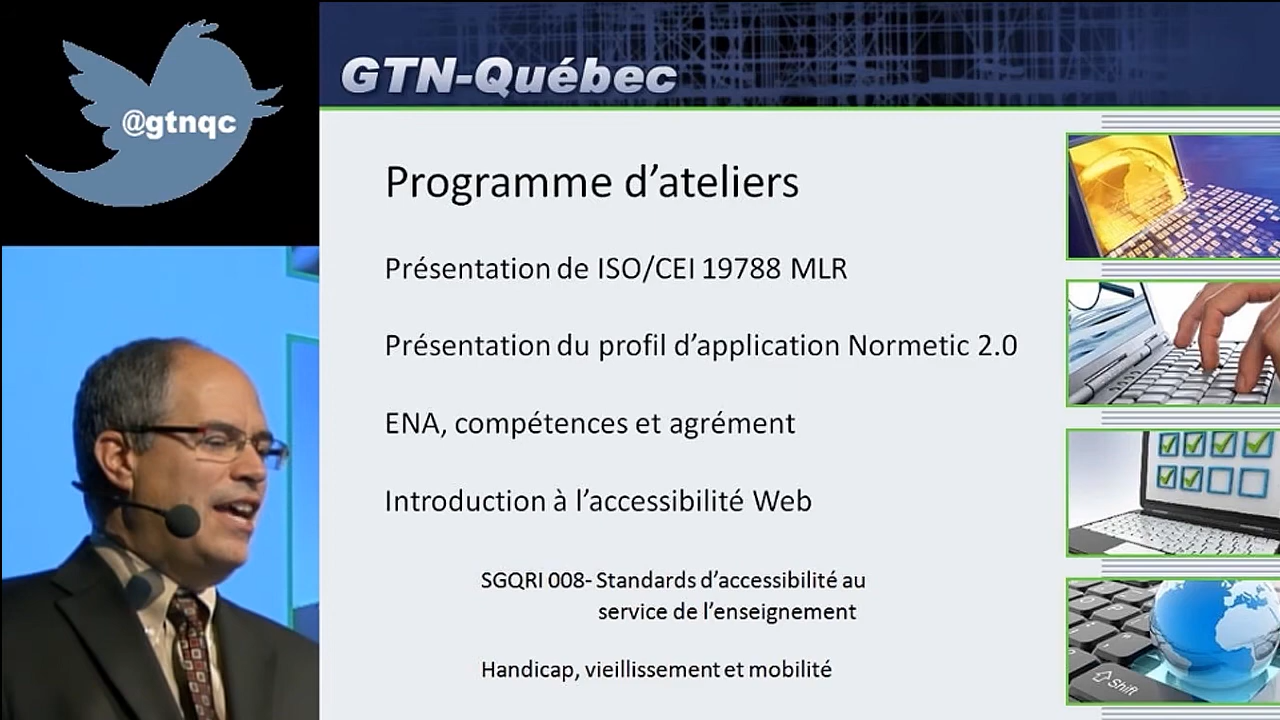 @gtnqc
GTN-Québec
Programme d’ateliers
Présentation de ISO/CEI 19788 MLR
Présentation du profil d’application Normetic 2.0
ENA, compétences et agrément
Introduction à l’accessibilité Web
SGQRI 008- Standards d’accessibilité au
service de l’enseignement
Handicap, vieillissement et mobilité
Shift